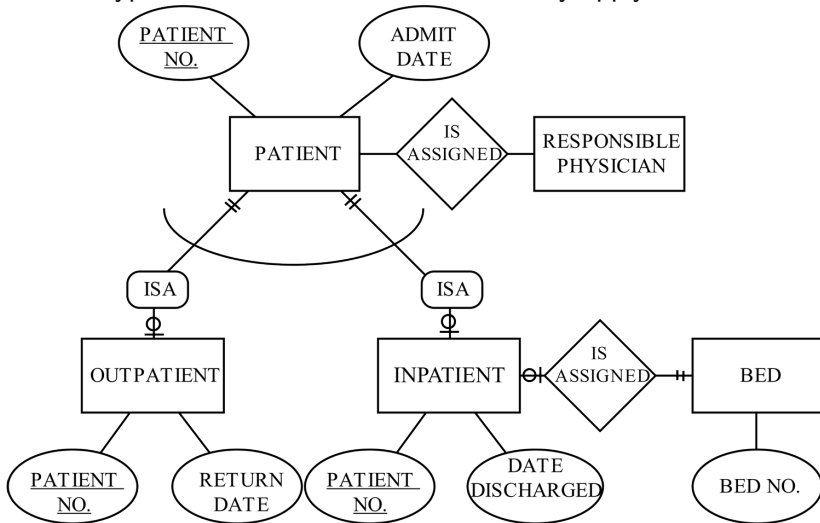 PATIENT
NO.
ADMIT
DATE
PATIENT
IS
ASSIGNED
RESPONSIBLE
PHYSICIAN
ISA
ISA
OUTPATIENT
INPATIENT
IS
ASSIGNED
BED
PATIENT
NO.
RETURN
DATE
PATIENT
NO.
DATE
DISCHARGED
BED NO.